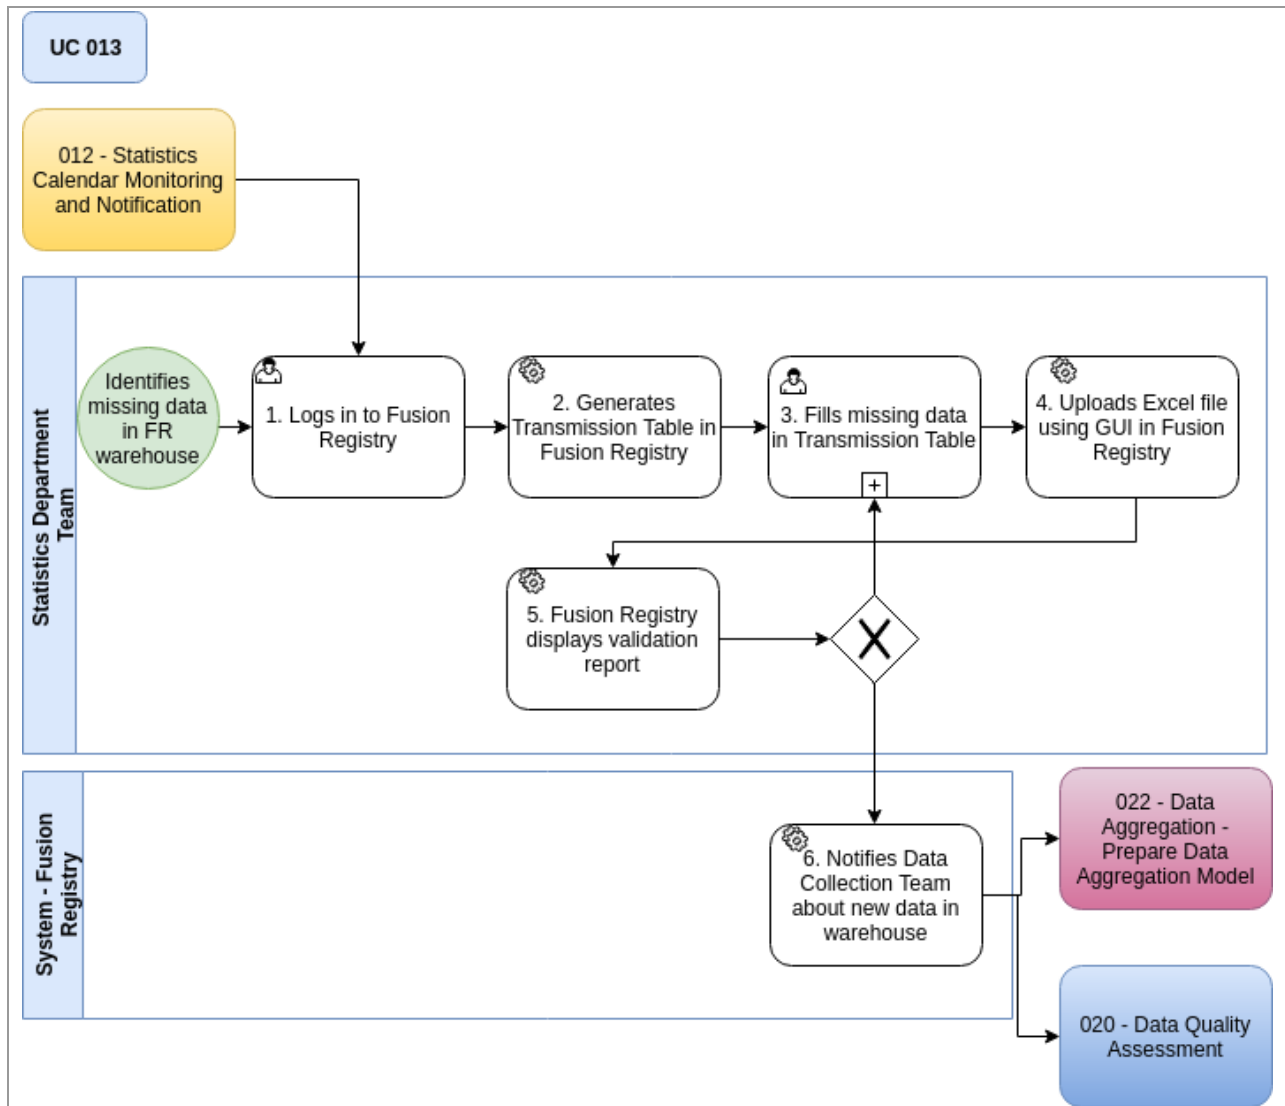 UC 013
012 - Statistics
Calendar Monitoring
and Notification
Statistics Department
Team
Identifies
missing data
in FR
warehouse
1. Logs in to Fusion
Registry
2. Generates
Transmission Table in
Fusion Registry
3. Fills missing data
in Transmission Table
4. Uploads Excel file
using GUI in Fusion
Registry
5. Fusion Registry
displays validation
report
System - Fusion
Registry
6. Notifies Data
Collection Team
about new data in
warehouse
022 - Data
Aggregation -
Prepare Data
Aggregation Model
020 - Data Quality
Assessment